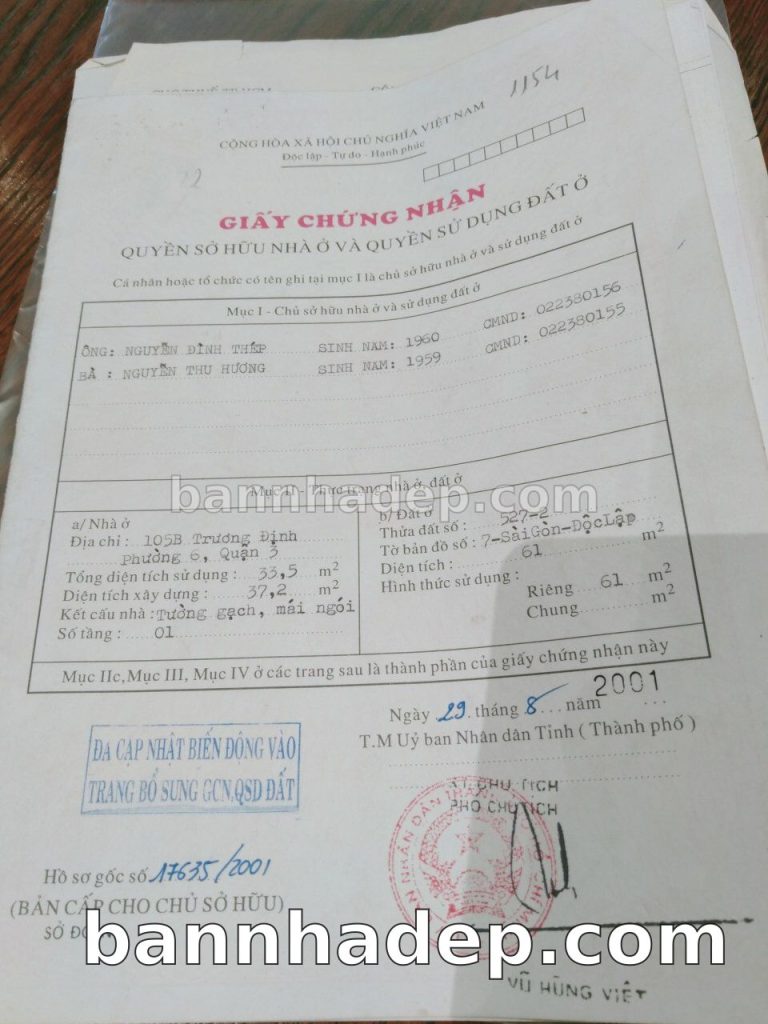 1154
CỘNG HÒA XÃ HỘI CHỦ NGHĨA VIỆT NAM
Độc lập - Tự do - Hạnh phúc
GIẤY CHỨNG NHẬN
QUYỀN SỞ HỮU NHÀ Ở VÀ QUYỀN SỬ DỤNG ĐẤT Ở
Cá nhân hoặc tổ chức có tên ghi tại mục I là chủ sở hữu nhà ở và sử dụng đất ở
Mục I - Chủ sở hữu nhà ở và sử dụng đất ở
ÔNG: NGUYỄN ĐÌNH THẾP SINH NĂM: 1960 CMND: 022380156
BÀ : NGUYỄN THU HƯƠNG SINH NĂM: 1959 CMND: 022380155
Mục II - Thực trạng nhà ở, đất ở
bannhadep.com
a/ Nhà ở
Địa chỉ : 105B Trương Định
Phường 6, Quận 3
Tổng diện tích sử dụng : 33,5 m²
Diện tích xây dựng : 37,2 m²
Kết cấu nhà : Tường gạch, mái ngói
Số tầng : 01
b/ Đất ở
Thửa đất số : 527-2
Tờ bản đồ số : 7-SàiGòn-ĐộcLập
Diện tích : 61 m²
Hình thức sử dụng :
Riêng 61 m²
Chung m²
Mục IIc,Mục III, Mục IV ở các trang sau là thành phần của giấy chứng nhận này
Ngày 29 tháng 8 năm 2001
T.M Uỷ ban Nhân dân Tỉnh ( Thành phố )
KT. CHỦ TỊCH
PHÓ CHỦ TỊCH
ĐA CẬP NHẬT BIẾN ĐỘNG VÀO
TRANG BỔ SUNG GCN,QSD ĐẤT
Hồ sơ gốc số 17635/2001
(BẢN CẤP CHO CHỦ SỞ HỮU)
bannhadep.com
VŨ HÙNG VIỆT